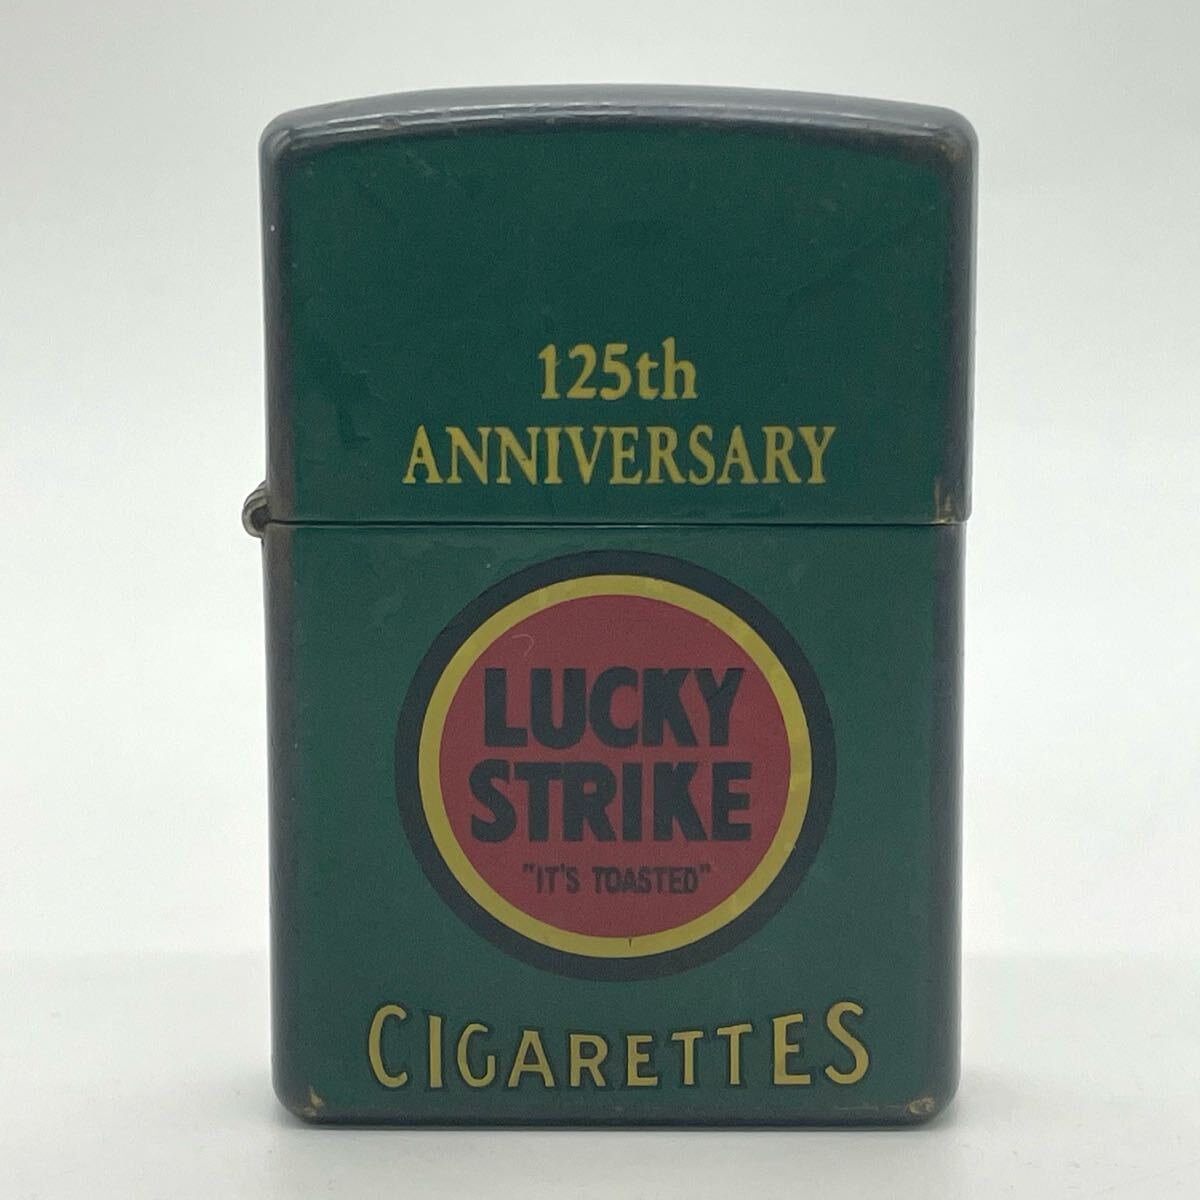 125th
ANNIVERSARY
LUCKY
STRIKE
"IT'S TOASTED"
CIGARETTES